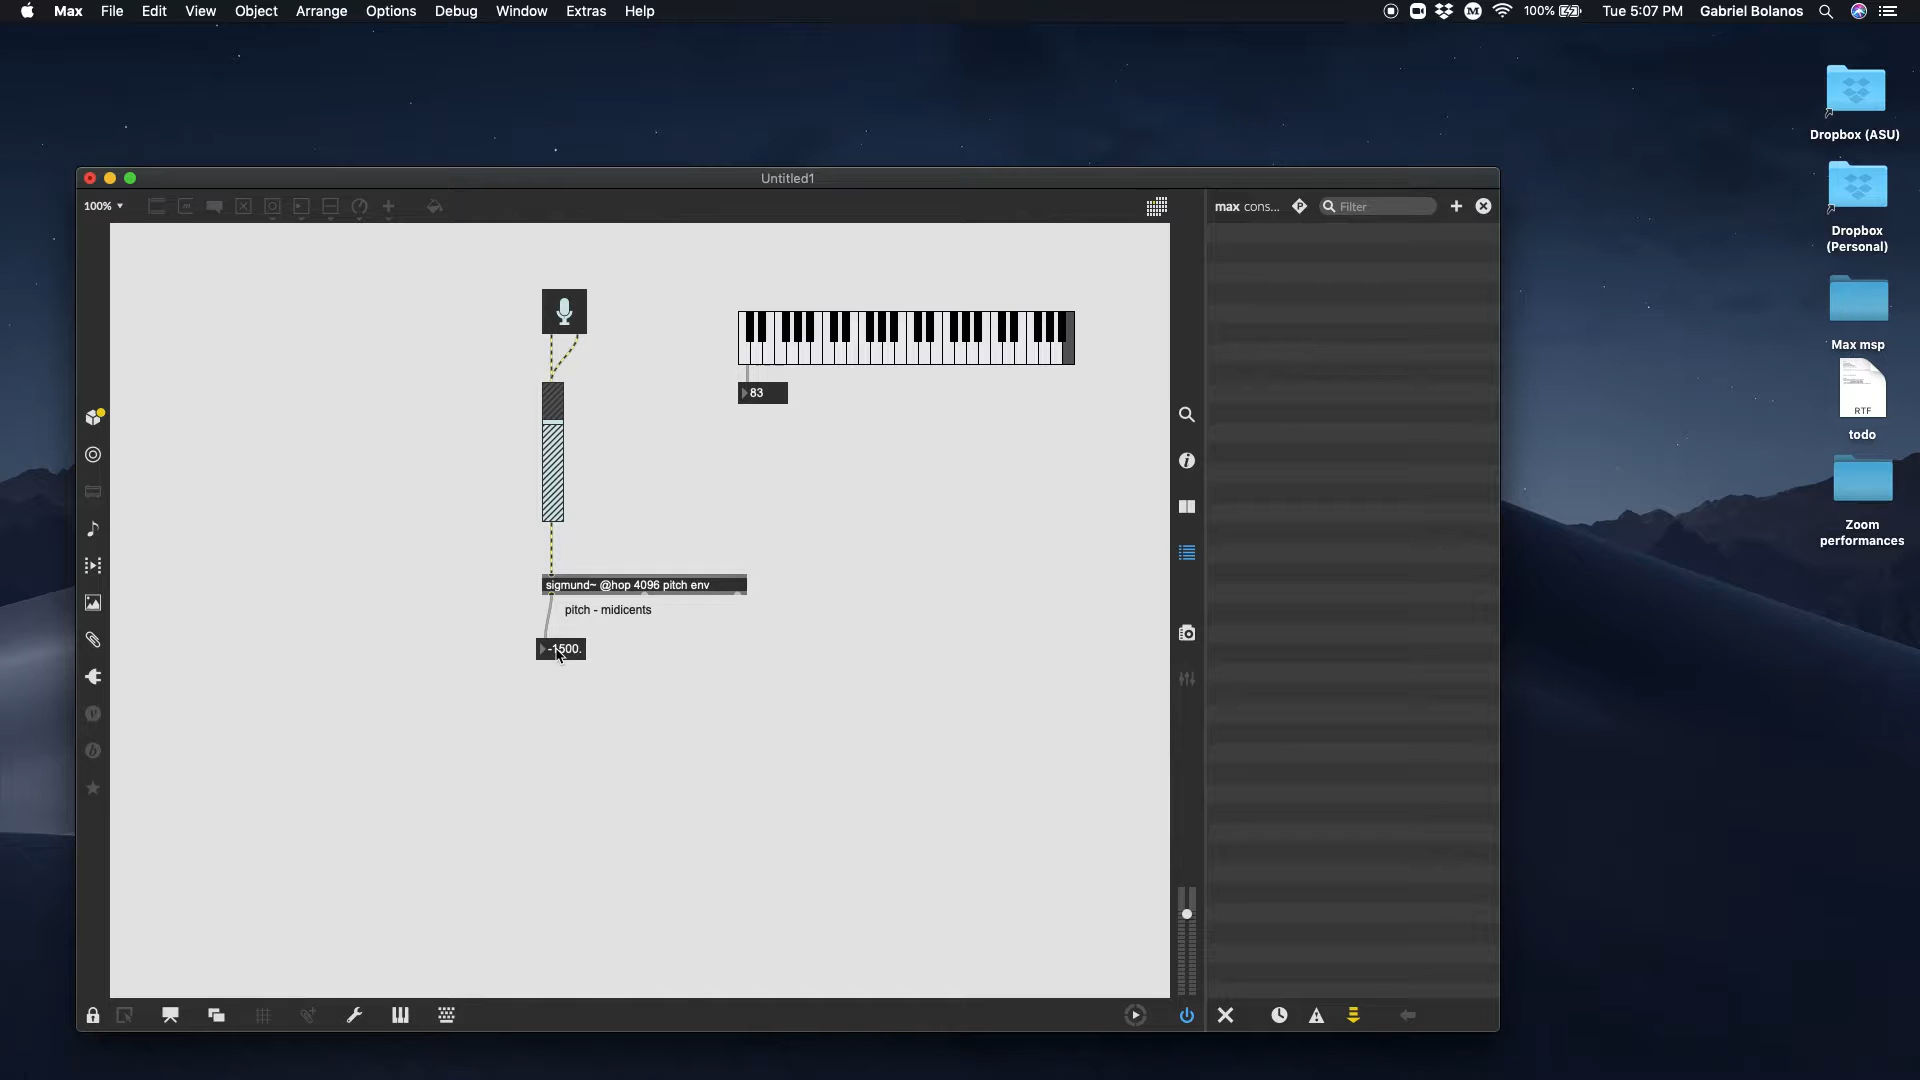 Max File Edit View Object Arrange Options Debug Window Extras Help
100% Tue 5:07 PM Gabriel Bolanos
Dropbox (ASU)
Dropbox
(Personal)
Max msp
RTF
todo
Zoom
performances
Untitled1
100%
max cons... Filter
83
sigmund~ @hop 4096 pitch env
pitch - midicents
-1500.